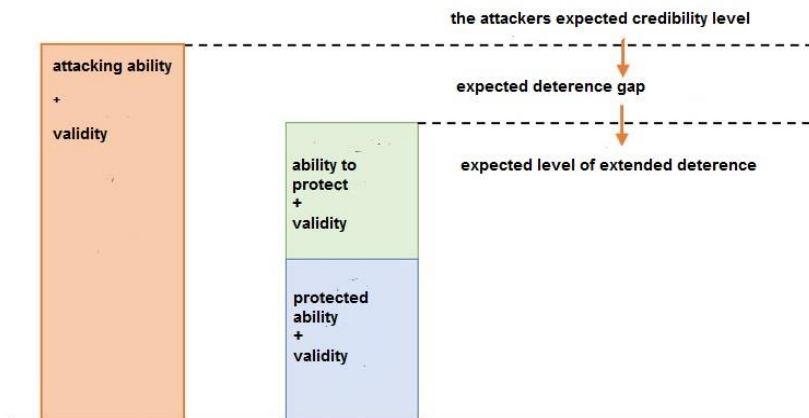 the attackers expected credibility level
attacking ability
+
validity
expected deterence gap
ability to
protect
+
validity
expected level of extended deterence
protected
ability
+
validity